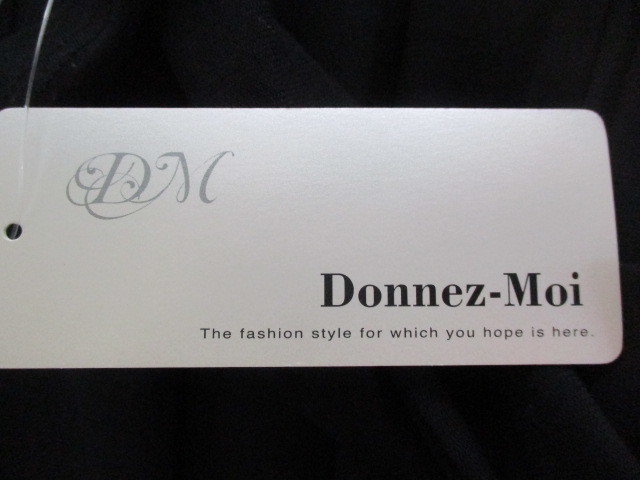 DM
Donnez-Moi
The fashion style for which you hope is here.